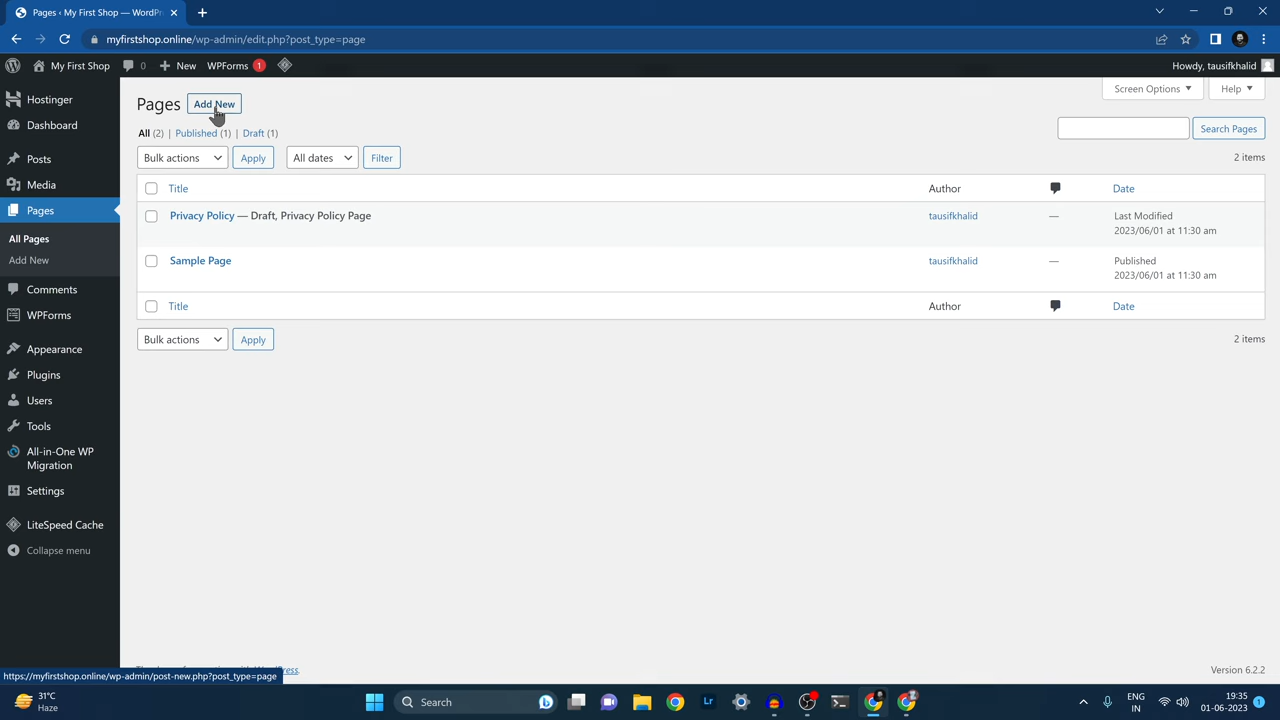 Pages ‹ My First Shop — WordPr
myfirstshop.online/wp-admin/edit.php?post_type=page
My First Shop 0 New WPForms 1 Howdy, tausifkhalid
Hostinger
Dashboard
Posts
Media
Pages
All Pages
Add New
Comments
WPForms
Appearance
Plugins
Users
Tools
All-in-One WP
Migration
Settings
LiteSpeed Cache
Collapse menu
Screen Options ▼ Help ▼
Pages Add New
All (2) | Published (1) | Draft (1)
Search Pages
Bulk actions Apply All dates Filter 2 items
Title Author Date
Privacy Policy — Draft, Privacy Policy Page tausifkhalid — Last Modified
2023/06/01 at 11:30 am
Sample Page tausifkhalid — Published
2023/06/01 at 11:30 am
Title Author Date
Bulk actions Apply 2 items
Version 6.2.2
https://myfirstshop.online/wp-admin/post-new.php?post_type=page
31°C
Haze
Search
Lr
ENG
IN
19:35
01-06-2023
1